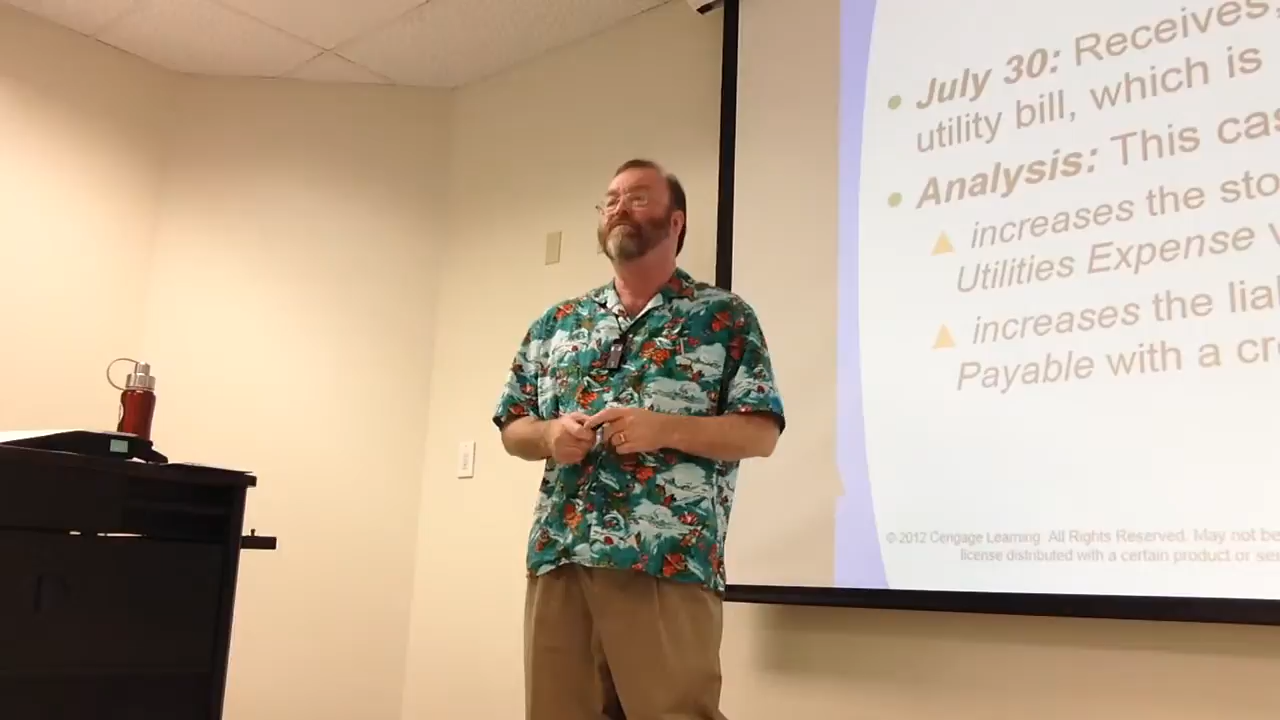 July 30: Receives,
utility bill, which is
Analysis: This cas
increases the sto
Utilities Expense
increases the lia
Payable with a cr
© 2012 Cengage Learning. All Rights Reserved. May not be
license distributed with a certain product or se